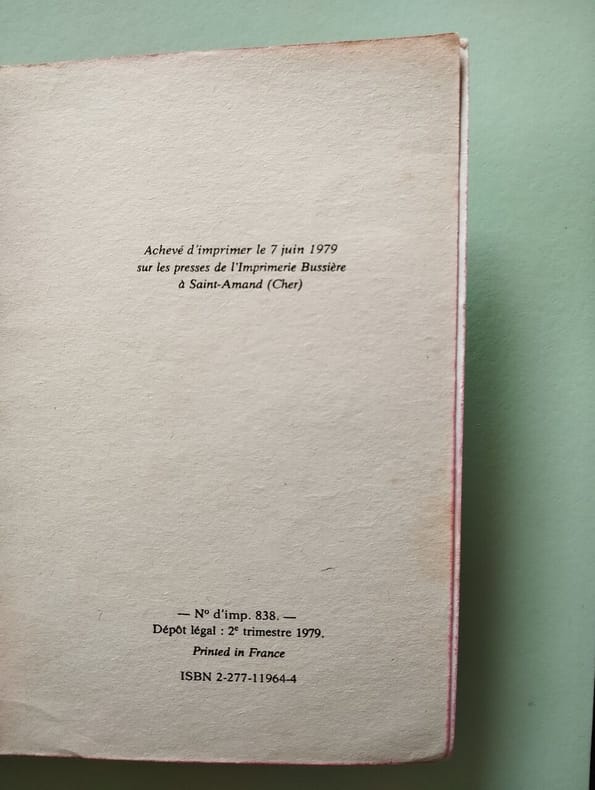 Achevé d'imprimer le 7 juin 1979
sur les presses de l'Imprimerie Bussière
à Saint-Amand (Cher)
— Nº d'imp. 838. —
Dépôt légal : 2ᵉ trimestre 1979.
Printed in France
ISBN 2-277-11964-4